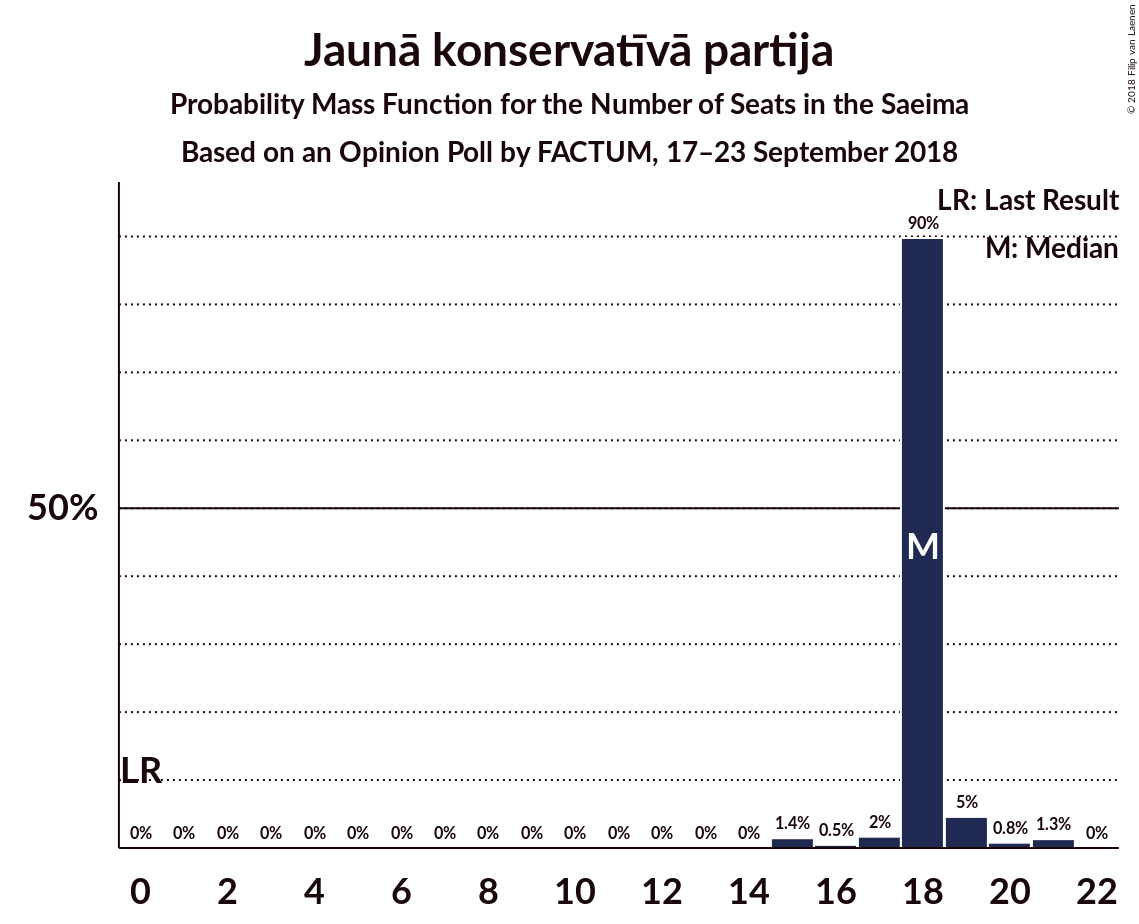 Jaunā konservatīvā partija
Probability Mass Function for the Number of Seats in the Saeima
Based on an Opinion Poll by FACTUM, 17–23 September 2018
© 2018 Filip van Laenen
LR: Last Result
M: Median
90%
50%
M
LR
0% 0% 0% 0% 0% 0% 0% 0% 0% 0% 0% 0% 0% 0% 0% 1.4% 0.5% 2% 5% 0.8% 1.3% 0%
0 2 4 6 8 10 12 14 16 18 20 22